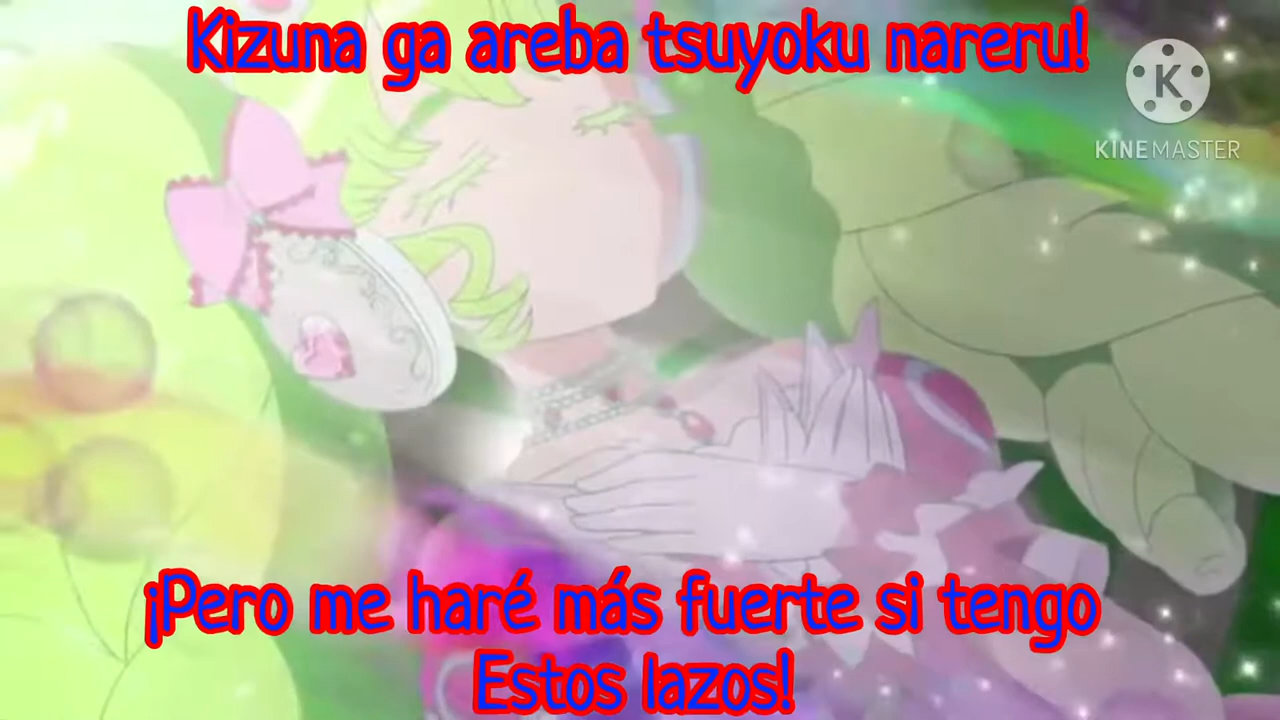 Kizuna ga areba tsuyoku nareru!
K
KINEMASTER
¡Pero me haré más fuerte si tengo
Estos lazos!